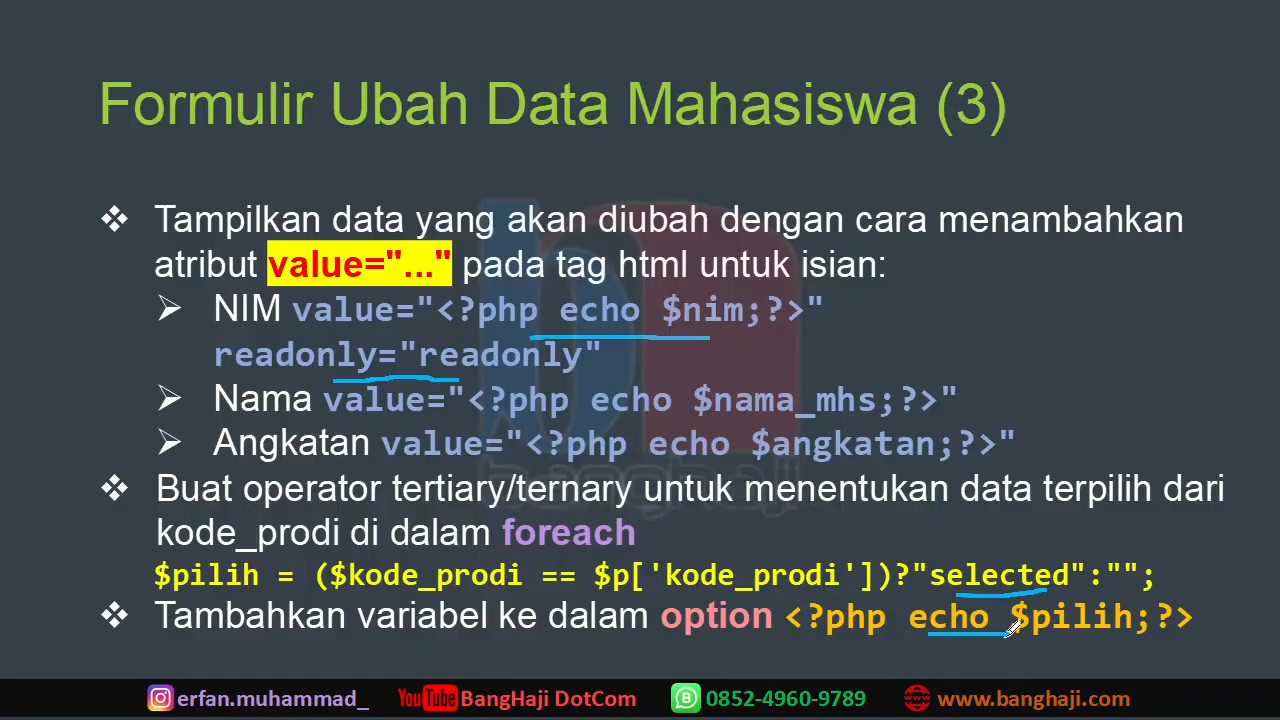 Formulir Ubah Data Mahasiswa (3)
❖ Tampilkan data yang akan diubah dengan cara menambahkan
atribut value="..." pada tag html untuk isian:
➢ NIM value="<?php echo $nim;?>"
readonly="readonly"
➢ Nama value="<?php echo $nama_mhs;?>"
➢ Angkatan value="<?php echo $angkatan;?>"
❖ Buat operator tertiary/ternary untuk menentukan data terpilih dari
kode_prodi di dalam foreach
$pilih = ($kode_prodi == $p['kode_prodi'])?"selected":"";
❖ Tambahkan variabel ke dalam option <?php echo $pilih;?>
banghaji
erfan.muhammad_ YouTube BangHaji DotCom 0852-4960-9789 www.banghaji.com